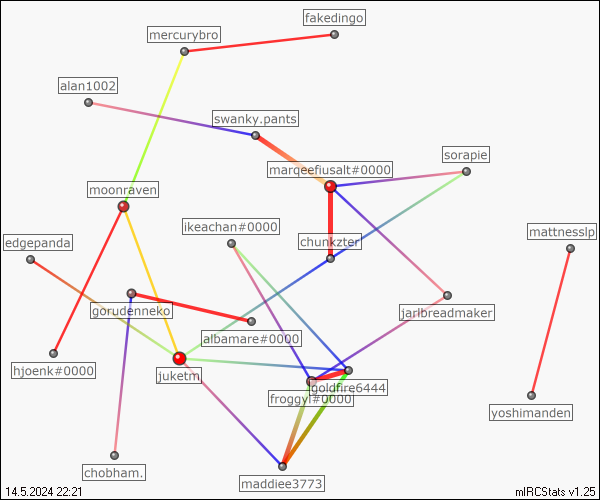 fakedingo
mercurybro
alan1002
swanky.pants
sorapie
marqeefiusalt#0000
moonraven
ikeachan#0000
mattnesslp
edgepanda
chunkzter
gorudenneko
jarlbreadmaker
albamare#0000
hjoenk#0000
juketm
goldfire6444
froggyl#0000
yoshimanden
chobham.
maddiee3773
14.5.2024 22:21
mIRCStats v1.25